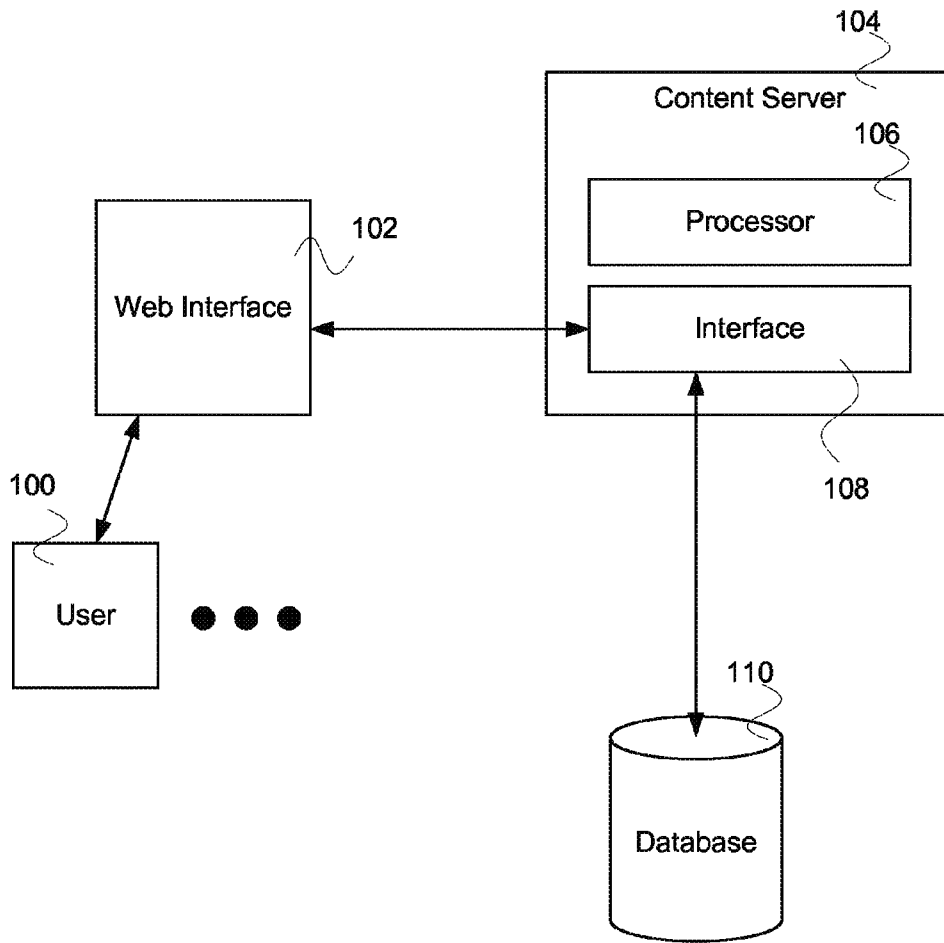 104
Content Server
106
Processor
102
Web Interface
Interface
108
100
User
110
Database